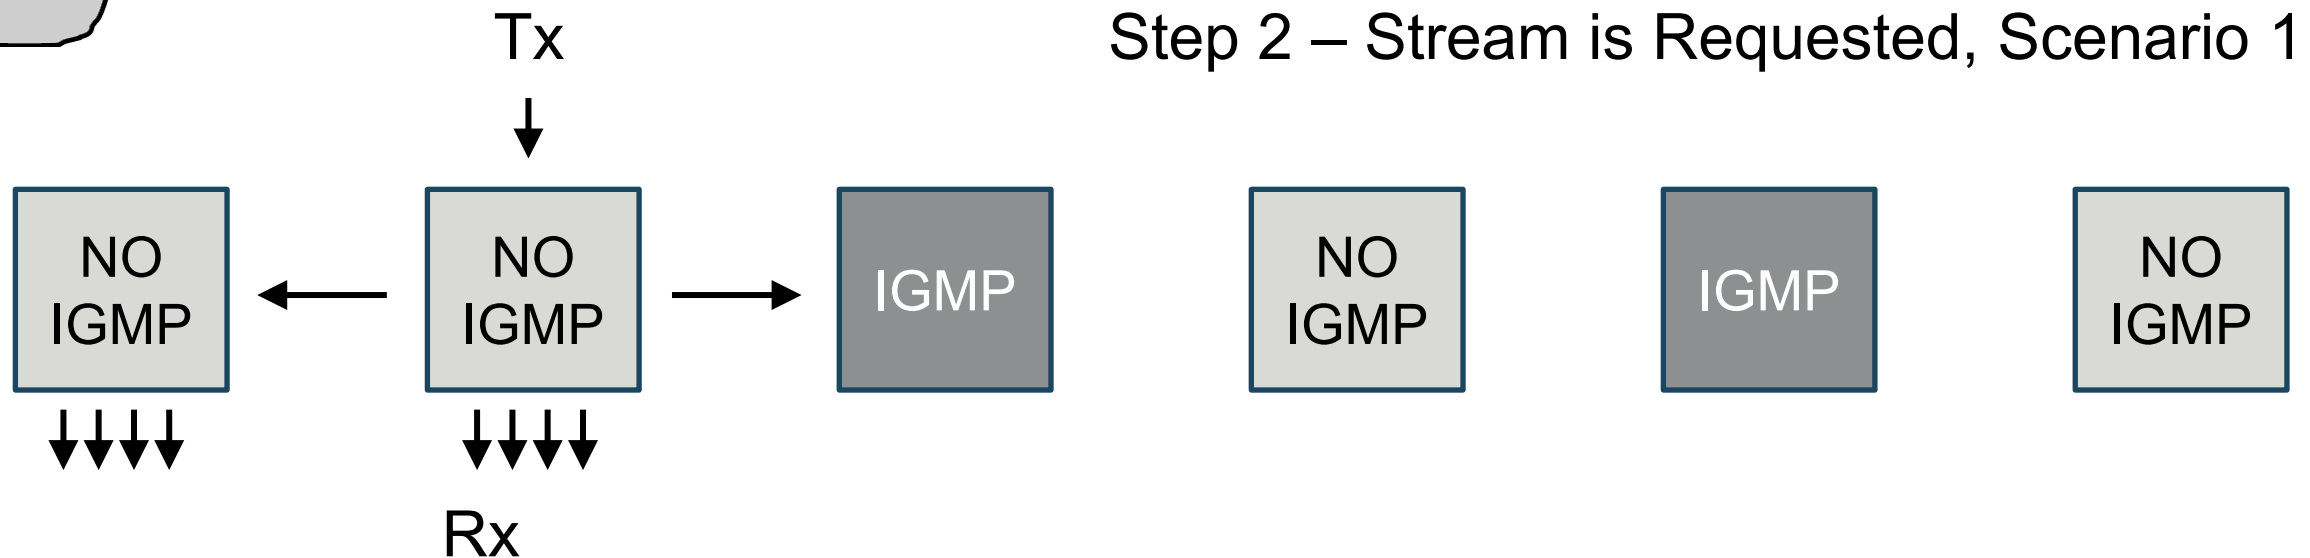 Tx
Step 2 – Stream is Requested, Scenario 1
NO
IGMP
NO
IGMP
IGMP
NO
IGMP
IGMP
NO
IGMP
Rx